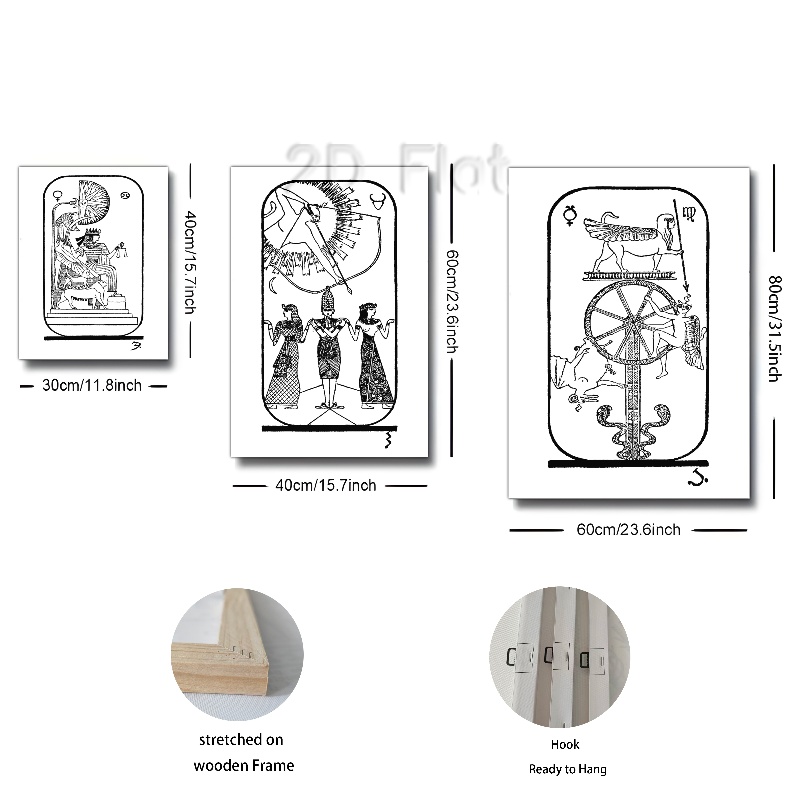 2D Flat
40cm/15.7inch
30cm/11.8inch
60cm/23.6inch
40cm/15.7inch
80cm/31.5inch
60cm/23.6inch
stretched on
wooden Frame
Hook
Ready to Hang